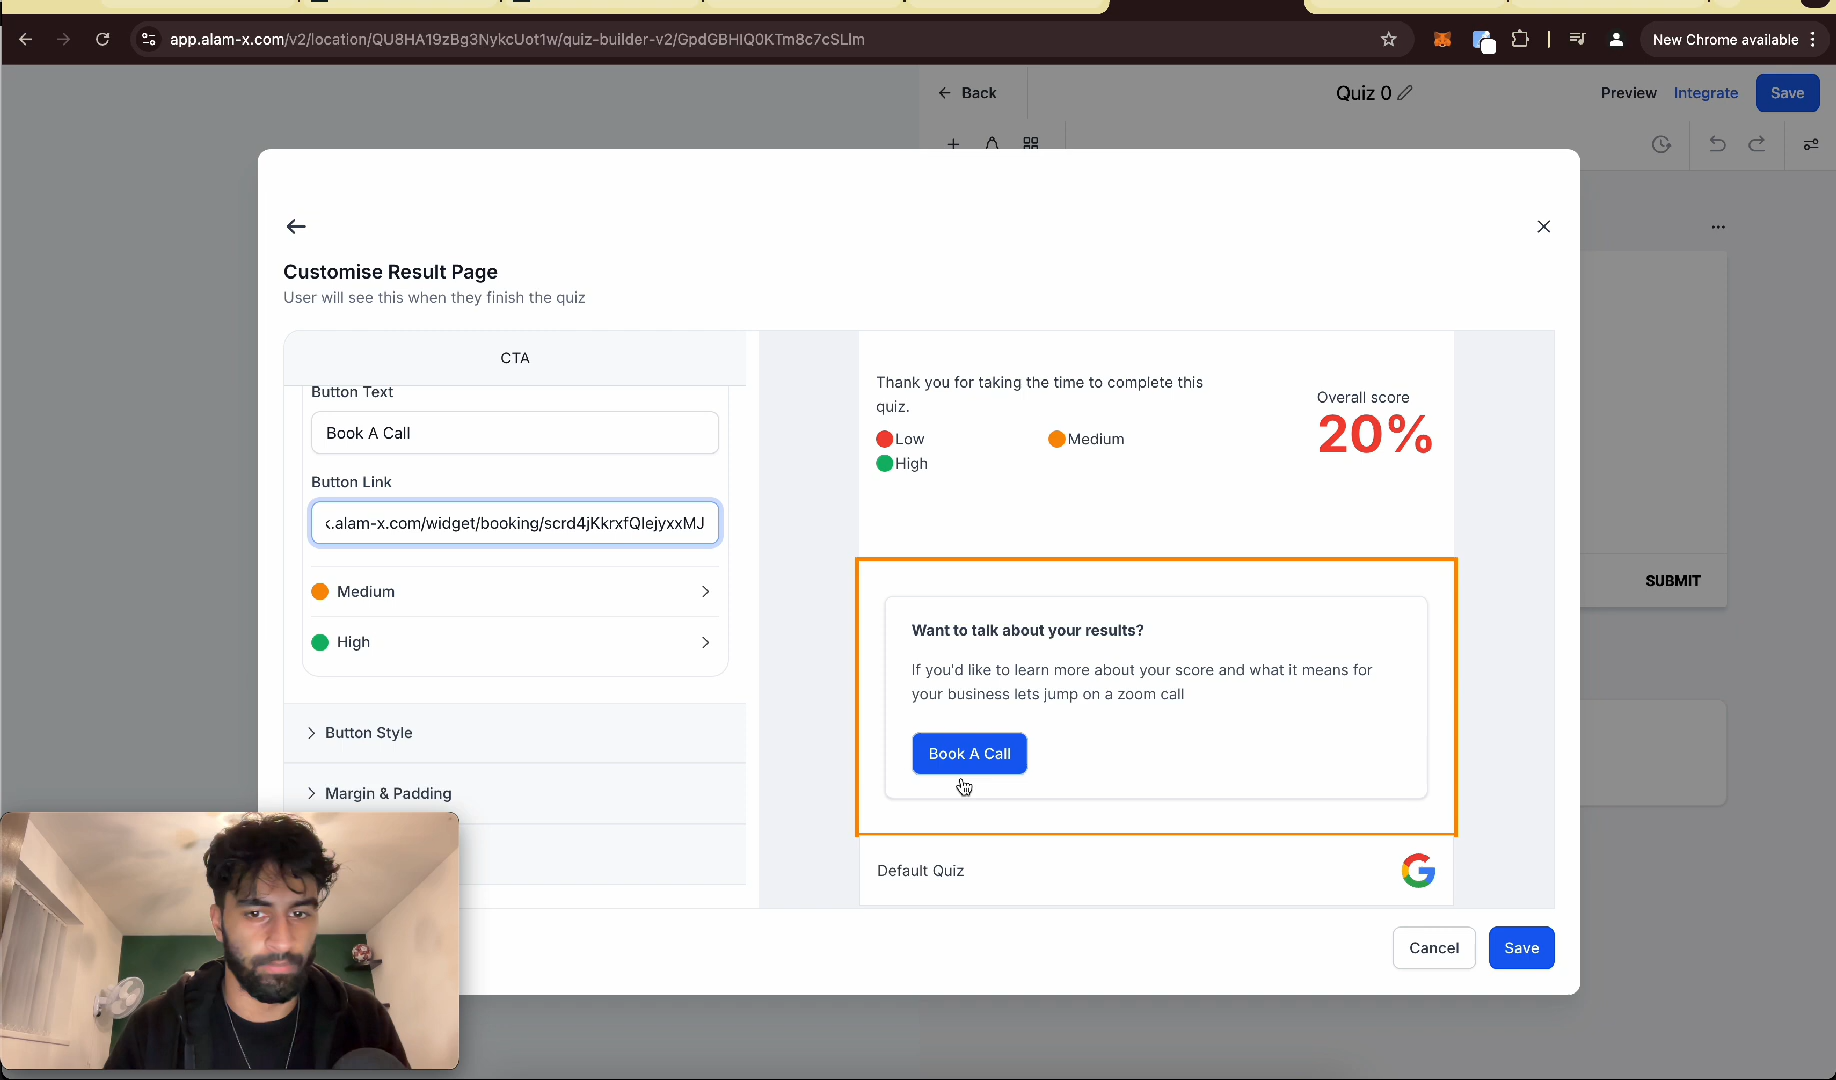 app.alam-x.com/v2/location/QU8HA19zBg3NykcUot1w/quiz-builder-v2/GpdGBHIQ0KTm8c7cSLlm
New Chrome available
Back
Quiz 0
Preview
Integrate
Save
Customise Result Page
User will see this when they finish the quiz
CTA
Button Text
Book A Call
Button Link
.alam-x.com/widget/booking/scrd4jKkrxfQlejyxxMJ
Medium
High
Button Style
Margin & Padding
Thank you for taking the time to complete this
quiz.
Low
Medium
High
Overall score
20%
Want to talk about your results?
If you'd like to learn more about your score and what it means for
your business lets jump on a zoom call
Book A Call
Default Quiz
G
Cancel
Save
SUBMIT